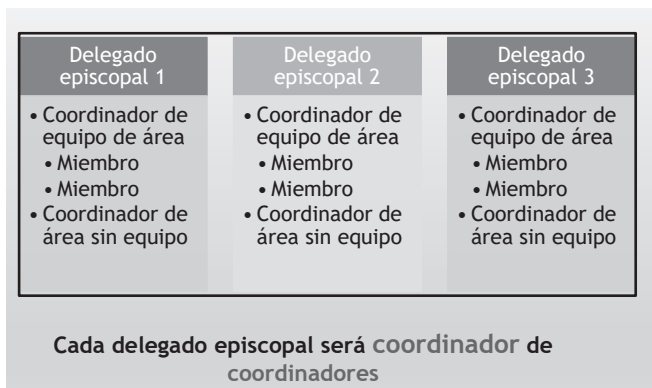 Delegado
episcopal 1
• Coordinador de
equipo de área
• Miembro
• Miembro
• Coordinador de
área sin equipo
Delegado
episcopal 2
• Coordinador de
equipo de área
• Miembro
• Miembro
• Coordinador de
área sin equipo
Delegado
episcopal 3
• Coordinador de
equipo de área
• Miembro
• Miembro
• Coordinador de
área sin equipo
Cada delegado episcopal será coordinador de
coordinadores